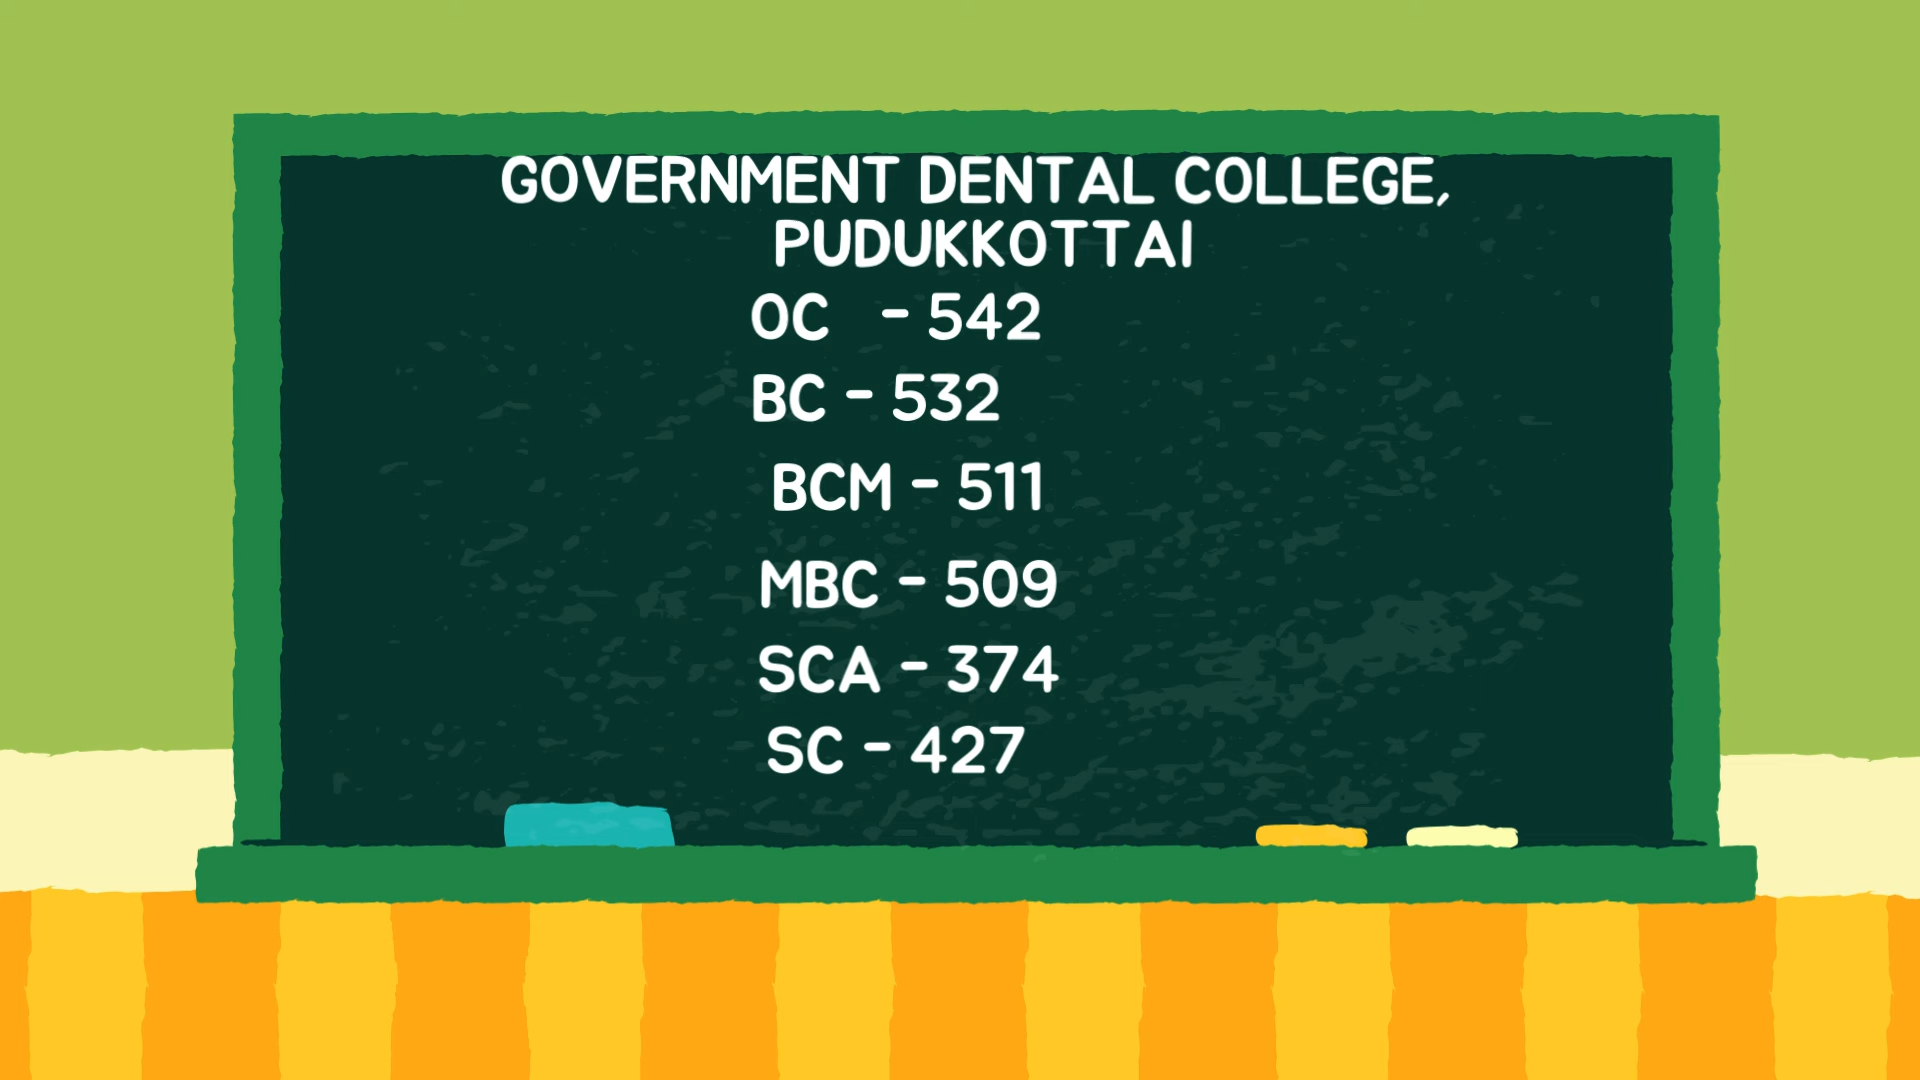 GOVERNMENT DENTAL COLLEGE,
PUDUKKOTTAI
OC - 542
BC - 532
BCM - 511
MBC - 509
SCA - 374
SC - 427